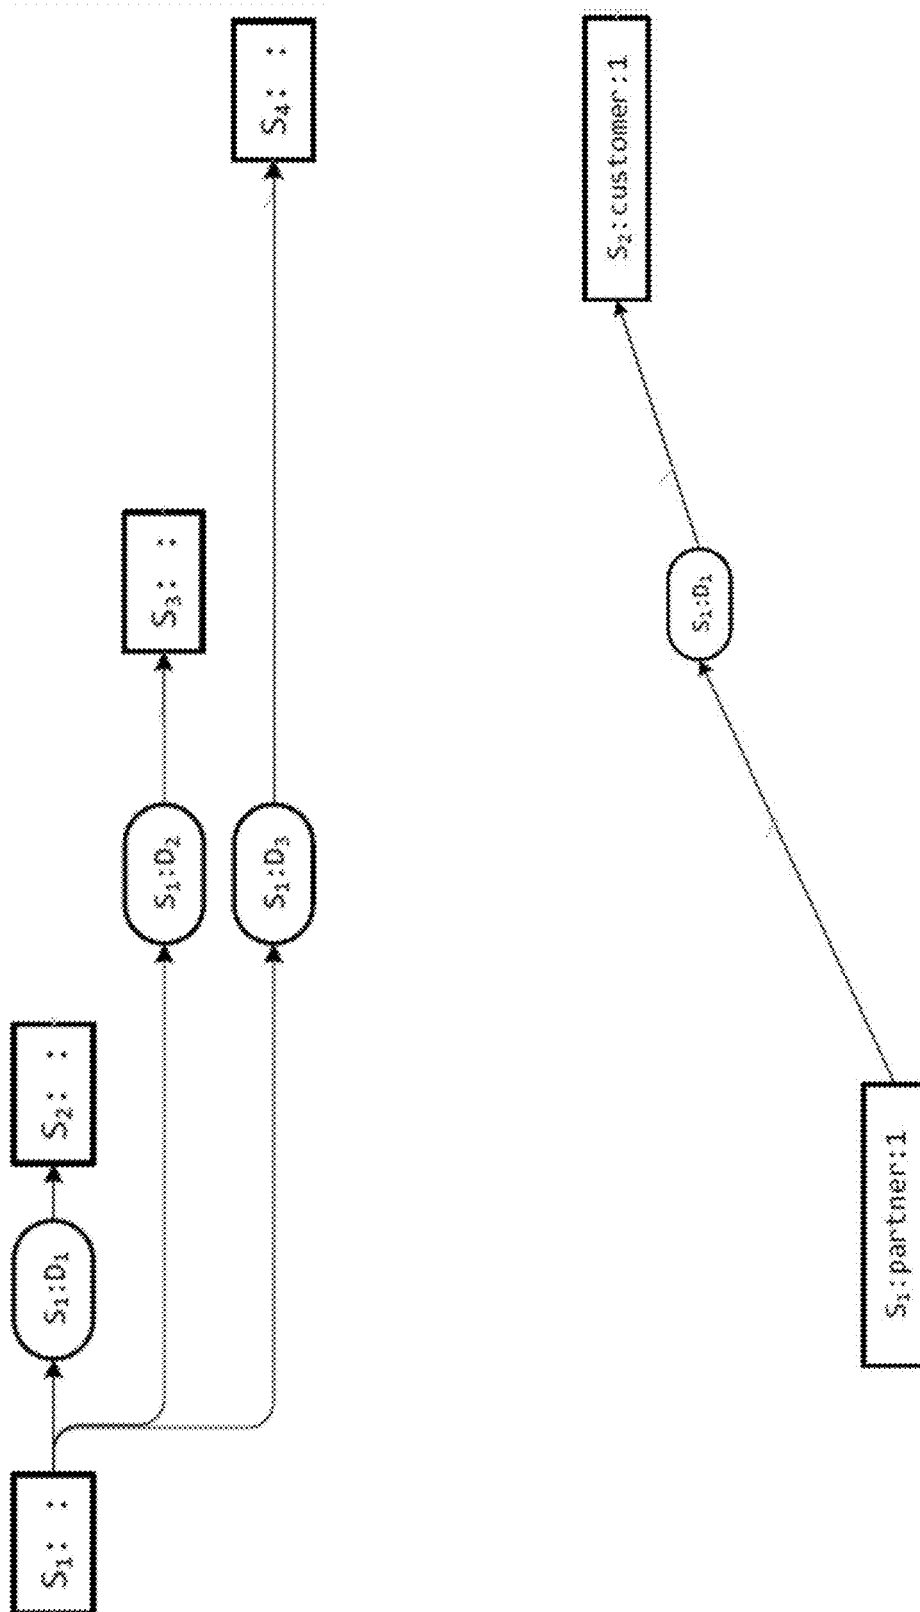 S₁: :
S₁:D₁
S₂: :
S₁:D₂
S₃: :
S₁:D₃
S₄: :
S₁:partner:1
S₁:D₁
S₂:customer:1